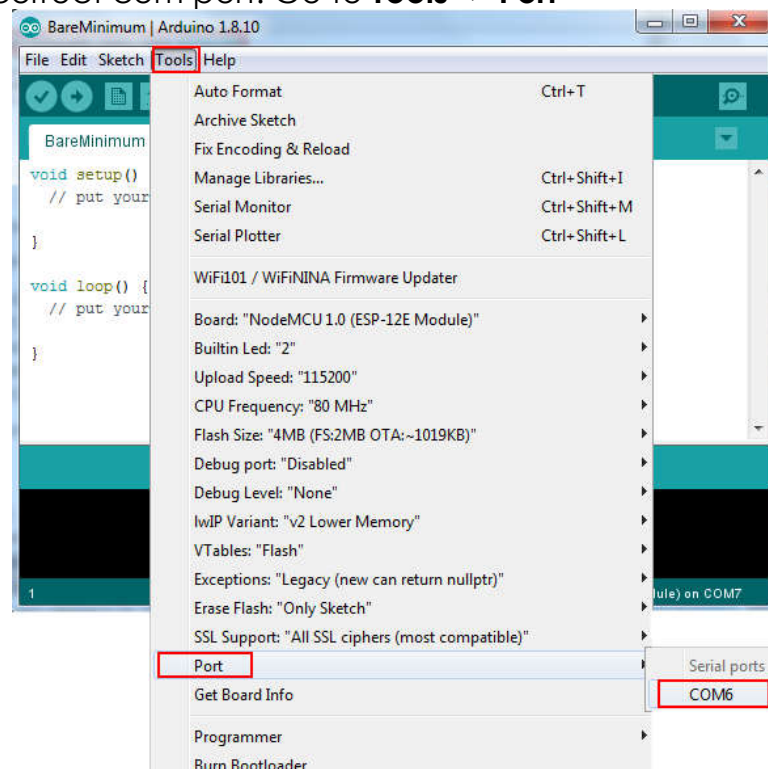 BareMinimum | Arduino 1.8.10
File Edit Sketch Tools Help
Auto Format Ctrl+T
Archive Sketch
BareMinimum
Fix Encoding & Reload
void setup()
Manage Libraries... Ctrl+Shift+I
// put your
Serial Monitor Ctrl+Shift+M
}
Serial Plotter Ctrl+Shift+L
WiFi101 / WiFiNINA Firmware Updater
void loop() {
// put your
Board: "NodeMCU 1.0 (ESP-12E Module)"
}
Builtin Led: "2"
Upload Speed: "115200"
CPU Frequency: "80 MHz"
Flash Size: "4MB (FS:2MB OTA:~1019KB)"
Debug port: "Disabled"
Debug Level: "None"
lwIP Variant: "v2 Lower Memory"
VTables: "Flash"
Exceptions: "Legacy (new can return nullptr)"
1
ule) on COM7
Erase Flash: "Only Sketch"
SSL Support: "All SSL ciphers (most compatible)"
Port
Serial ports
Get Board Info
COM6
Programmer
Burn Bootloader